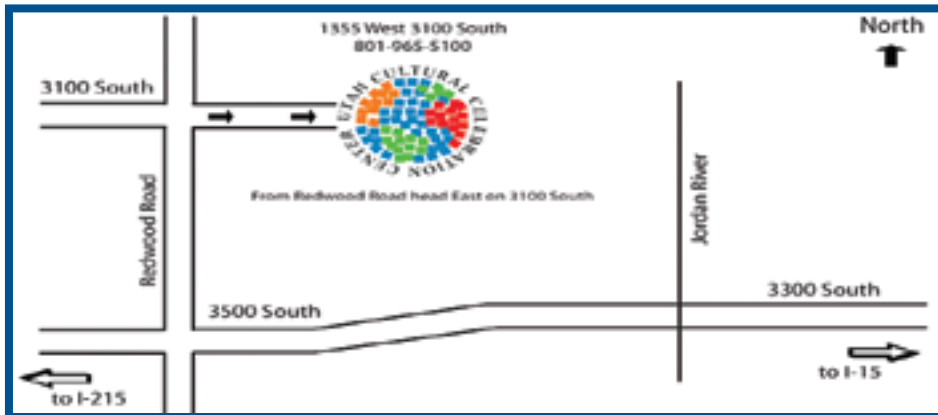 1355 West 3100 South
801-965-5100
North
3100 South
UTAH CULTURAL CELEBRATION CENTER
From Redwood Road head East on 3100 South
Redwood Road
Jordan River
3500 South
3300 South
to I-215
to I-15